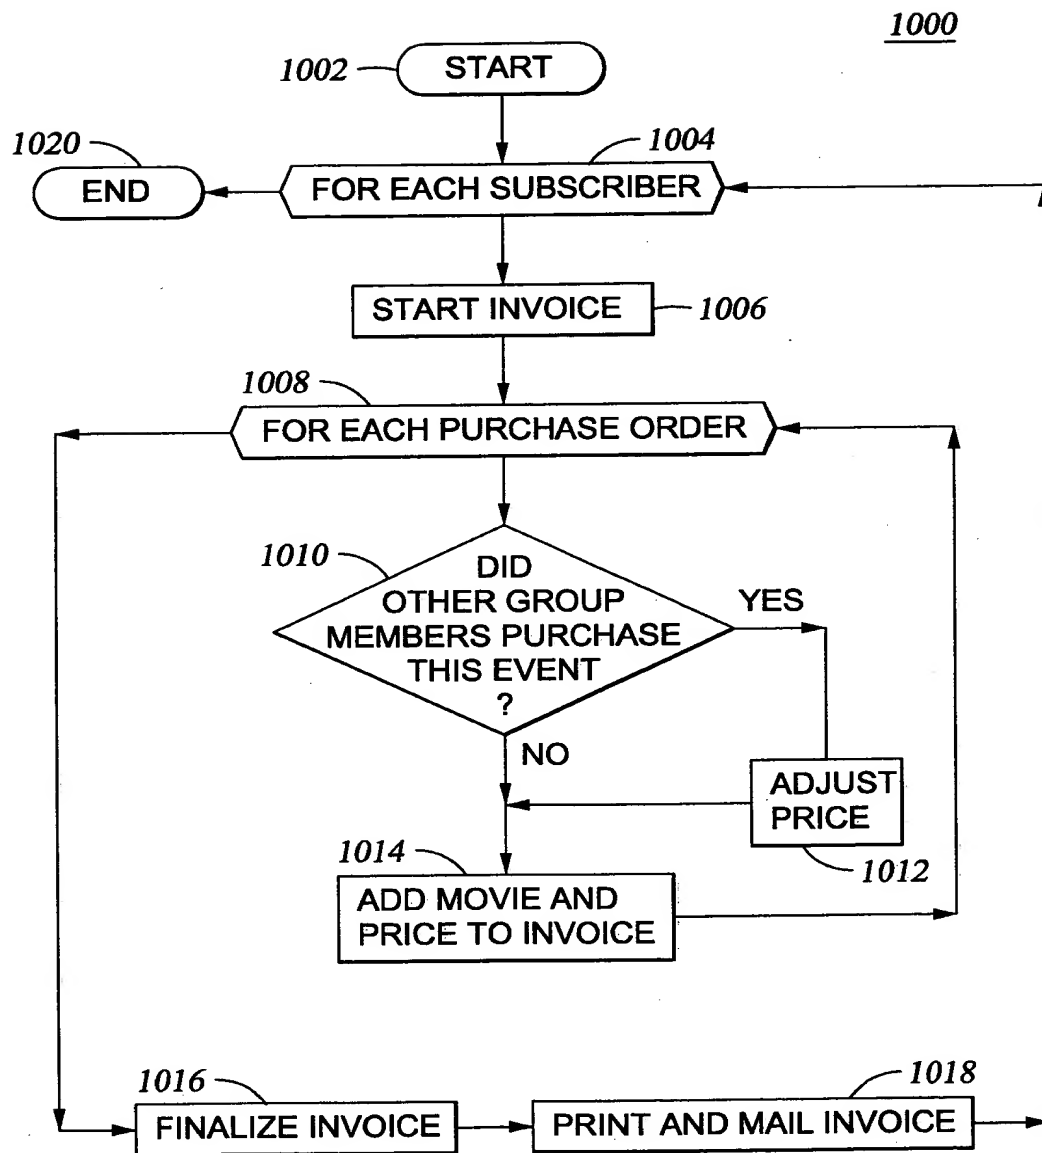 1000
1002
START
1020
1004
END
FOR EACH SUBSCRIBER
START INVOICE
1006
1008
FOR EACH PURCHASE ORDER
1010
DID
OTHER GROUP
MEMBERS PURCHASE
THIS EVENT
?
YES
NO
ADJUST
PRICE
1012
1014
ADD MOVIE AND
PRICE TO INVOICE
1016
FINALIZE INVOICE
1018
PRINT AND MAIL INVOICE